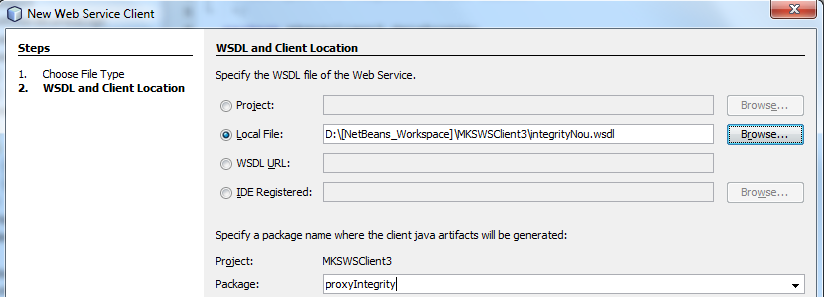 New Web Service Client
Steps
1. Choose File Type
2. WSDL and Client Location
WSDL and Client Location
Specify the WSDL file of the Web Service.
Project: Browse...
Local File: D:\[NetBeans_Workspace]\MKSWSClient3\integrityNou.wsdl Browse...
WSDL URL:
IDE Registered: Browse...
Specify a package name where the client java artifacts will be generated:
Project: MKSWSClient3
Package: proxyIntegrity